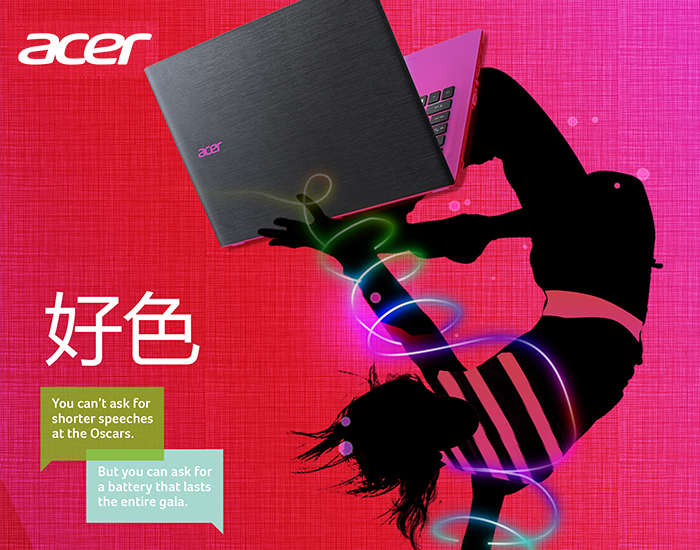 acer
acer
好色
You can't ask for
shorter speeches
at the Oscars.
But you can ask for
a battery that lasts
the entire gala.